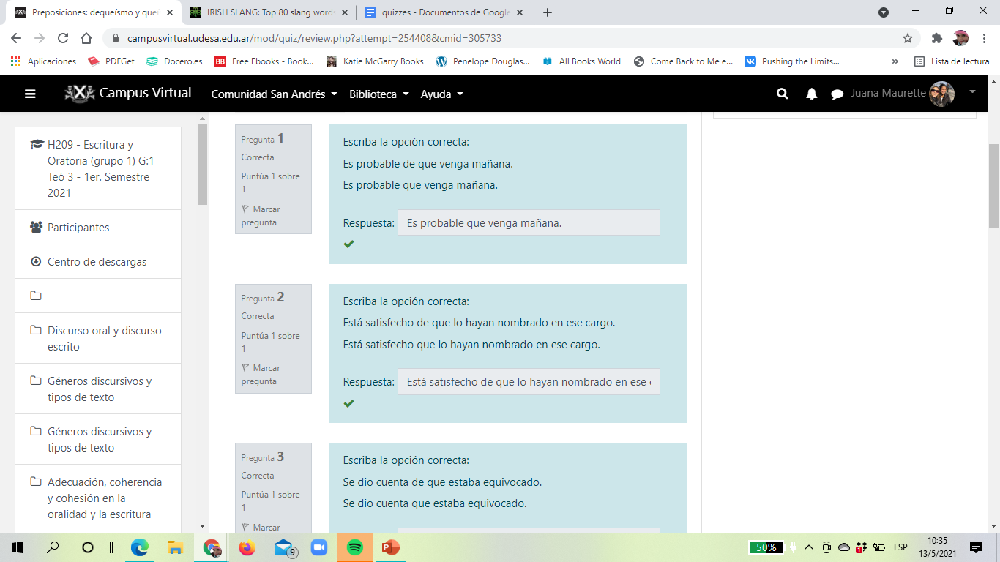 Preposiciones: dequeísmo y que
IRISH SLANG: Top 80 slang words
quizzes - Documentos de Google
campusvirtual.udesa.edu.ar/mod/quiz/review.php?attempt=254408&cmid=305733
Aplicaciones
PDFGet
Docero.es
BB
Free Ebooks - Book...
Katie McGarry Books
Penelope Douglas...
All Books World
Come Back to Me e...
Pushing the Limits...
»
Lista de lectura
Campus Virtual
Comunidad San Andrés
Biblioteca
Ayuda
Juana Maurette
H209 - Escritura y
Oratoria (grupo 1) G:1
Teó 3 - 1er. Semestre
2021
Participantes
Centro de descargas
Discurso oral y discurso
escrito
Géneros discursivos y
tipos de texto
Géneros discursivos y
tipos de texto
Adecuación, coherencia
y cohesión en la
oralidad y la escritura
Pregunta 1
Correcta
Puntúa 1 sobre
1
Marcar
pregunta
Escriba la opción correcta:
Es probable de que venga mañana.
Es probable que venga mañana.
Respuesta: Es probable que venga mañana.
Pregunta 2
Correcta
Puntúa 1 sobre
1
Marcar
pregunta
Escriba la opción correcta:
Está satisfecho de que lo hayan nombrado en ese cargo.
Está satisfecho que lo hayan nombrado en ese cargo.
Respuesta: Está satisfecho de que lo hayan nombrado en ese
Pregunta 3
Correcta
Puntúa 1 sobre
1
Marcar
Escriba la opción correcta:
Se dio cuenta de que estaba equivocado.
Se dio cuenta que estaba equivocado.
9
50%
1
ESP
10:35
13/5/2021